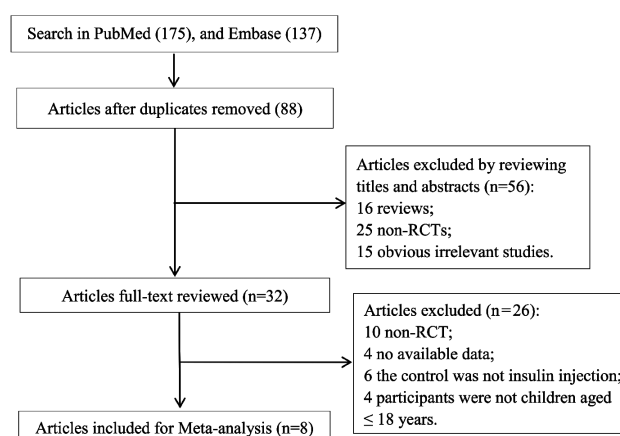 Search in PubMed (175), and Embase (137)
Articles after duplicates removed (88)
Articles excluded by reviewing
titles and abstracts (n=56):
16 reviews;
25 non-RCTs;
15 obvious irrelevant studies.
Articles full-text reviewed (n=32)
Articles excluded (n=26):
10 non-RCT;
4 no available data;
6 the control was not insulin injection;
4 participants were not children aged
≤ 18 years.
Articles included for Meta-analysis (n=8)